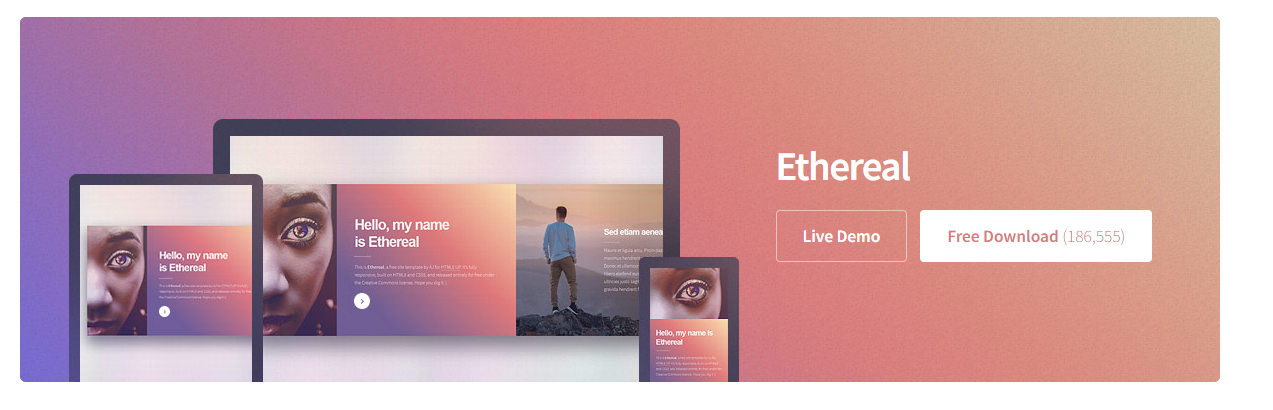 Ethereal
Live Demo
Free Download (186,555)
Hello, my name
is Ethereal
This is Ethereal, a free site template by AJ for HTML5 UP. It's fully
responsive, built on HTML5 and CSS3, and released entirely for free under
the Creative Commons license. Hope you dig it :)
Sed etiam aenea
Hello, my name
is Ethereal
Hello, my name is
Ethereal